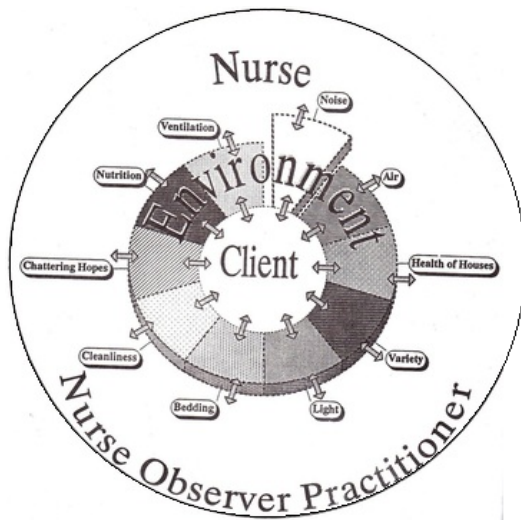 Nurse
Noise
Ventilation
Nutrition
Air
Environment
Client
Chattering Hopes
Health of Houses
Cleanliness
Variety
Bedding
Light
Nurse Observer Practitioner